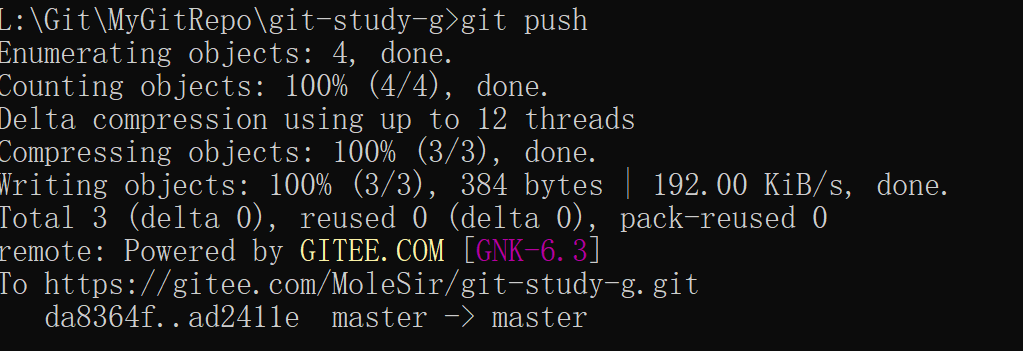 L:\Git\MyGitRepo\git-study-g>git push
Enumerating objects: 4, done.
Counting objects: 100% (4/4), done.
Delta compression using up to 12 threads
Compressing objects: 100% (3/3), done.
Writing objects: 100% (3/3), 384 bytes | 192.00 KiB/s, done.
Total 3 (delta 0), reused 0 (delta 0), pack-reused 0
remote: Powered by GITEE.COM [GNK-6.3]
To https://gitee.com/MoleSir/git-study-g.git
   da8364f..ad2411e  master -> master